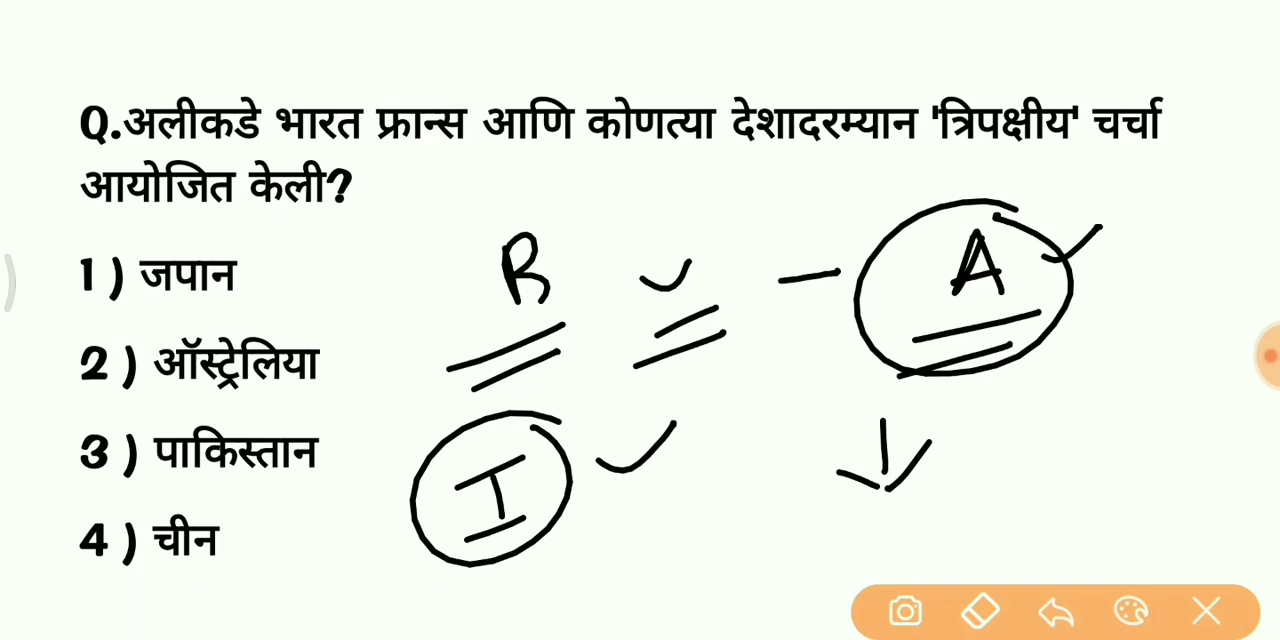 Q.अलीकडे भारत फ्रान्स आणि कोणत्या देशादरम्यान 'त्रिपक्षीय' चर्चा
आयोजित केली?
1 ) जपान
R
A
2 ) ऑस्ट्रेलिया
3 ) पाकिस्तान
I
4 ) चीन